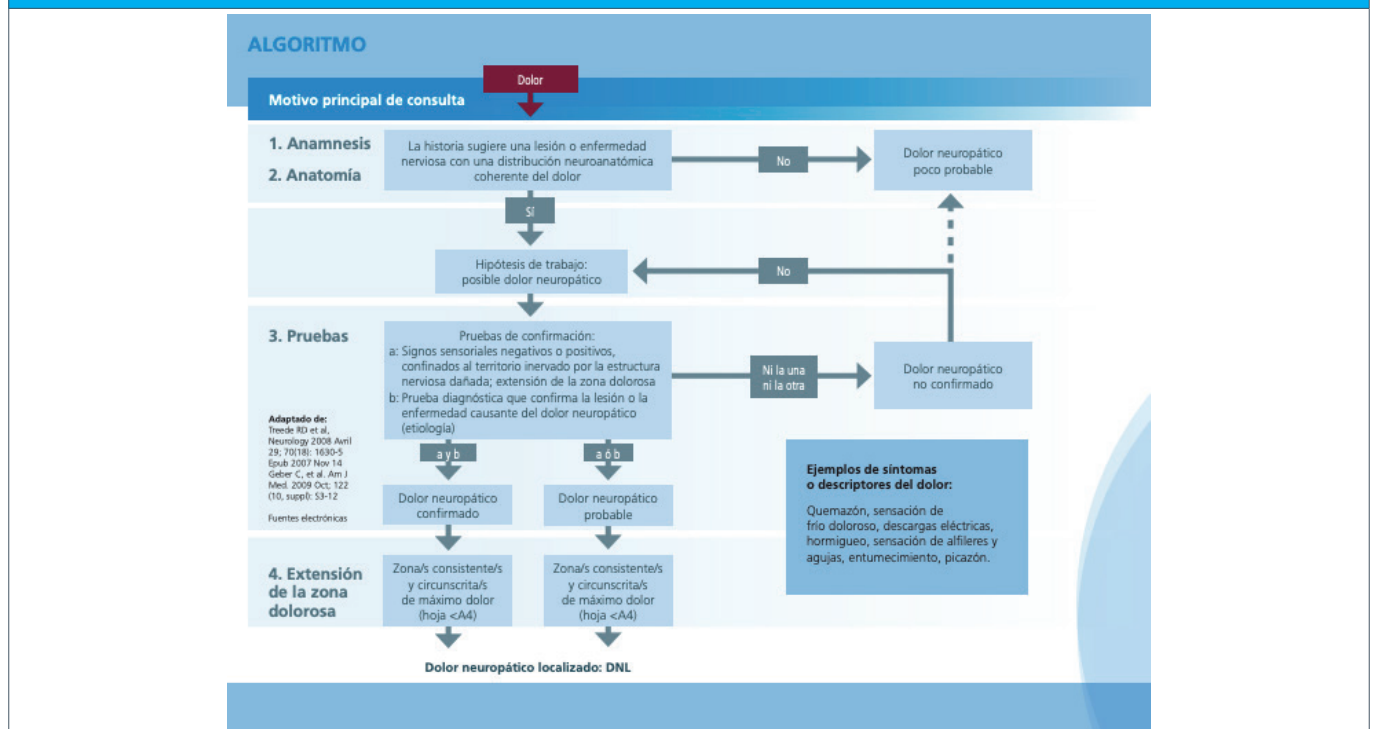 ALGORITMO
Dolor
Motivo principal de consulta
1. Anamnesis
2. Anatomía
La historia sugiere una lesión o enfermedad
nerviosa con una distribución neuroanatómica
coherente del dolor
No
Dolor neuropático
poco probable
Sí
Hipótesis de trabajo:
posible dolor neuropático
No
3. Pruebas
Pruebas de confirmación:
a: Signos sensoriales negativos o positivos,
confinados al territorio inervado por la estructura
nerviosa dañada; extensión de la zona dolorosa
b: Prueba diagnóstica que confirma la lesión o la
enfermedad causante del dolor neuropático
(etiología)
Ni la una
ni la otra
Dolor neuropático
no confirmado
Adaptado de:
Treede RD et al,
Neurology 2008 Avril
29; 70(18): 1630-5
Epub 2007 Nov 14
Geber C, et al. Am J
Med. 2009 Oct; 122
(10, suppl): S3-12
Fuentes electrónicas
a y b
a ó b
Dolor neuropático
confirmado
Dolor neuropático
probable
Ejemplos de síntomas
o descriptores del dolor:
Quemazón, sensación de
frío doloroso, descargas eléctricas,
hormigueo, sensación de alfileres y
agujas, entumecimiento, picazón.
4. Extensión
de la zona
dolorosa
Zona/s consistente/s
y circunscrita/s
de máximo dolor
(hoja <A4)
Zona/s consistente/s
y circunscrita/s
de máximo dolor
(hoja <A4)
Dolor neuropático localizado: DNL